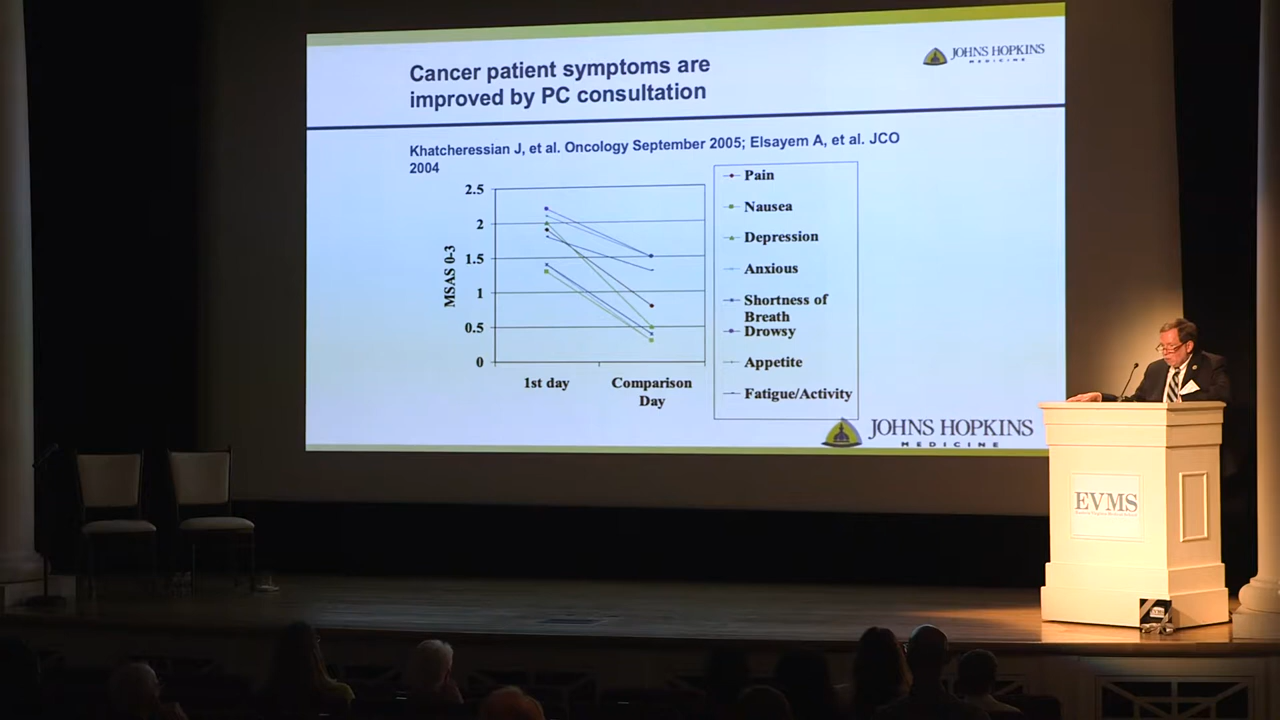 Cancer patient symptoms are
improved by PC consultation
JOHNS HOPKINS
MEDICINE
Khatcheressian J, et al. Oncology September 2005; Elsayem A, et al. JCO
2004
MSAS 0-3
2.5
2
1.5
1
0.5
0
1st day
Comparison
Day
Pain
Nausea
Depression
Anxious
Shortness of
Breath
Drowsy
Appetite
Fatigue/Activity
JOHNS HOPKINS
MEDICINE
EVMS
EVMS